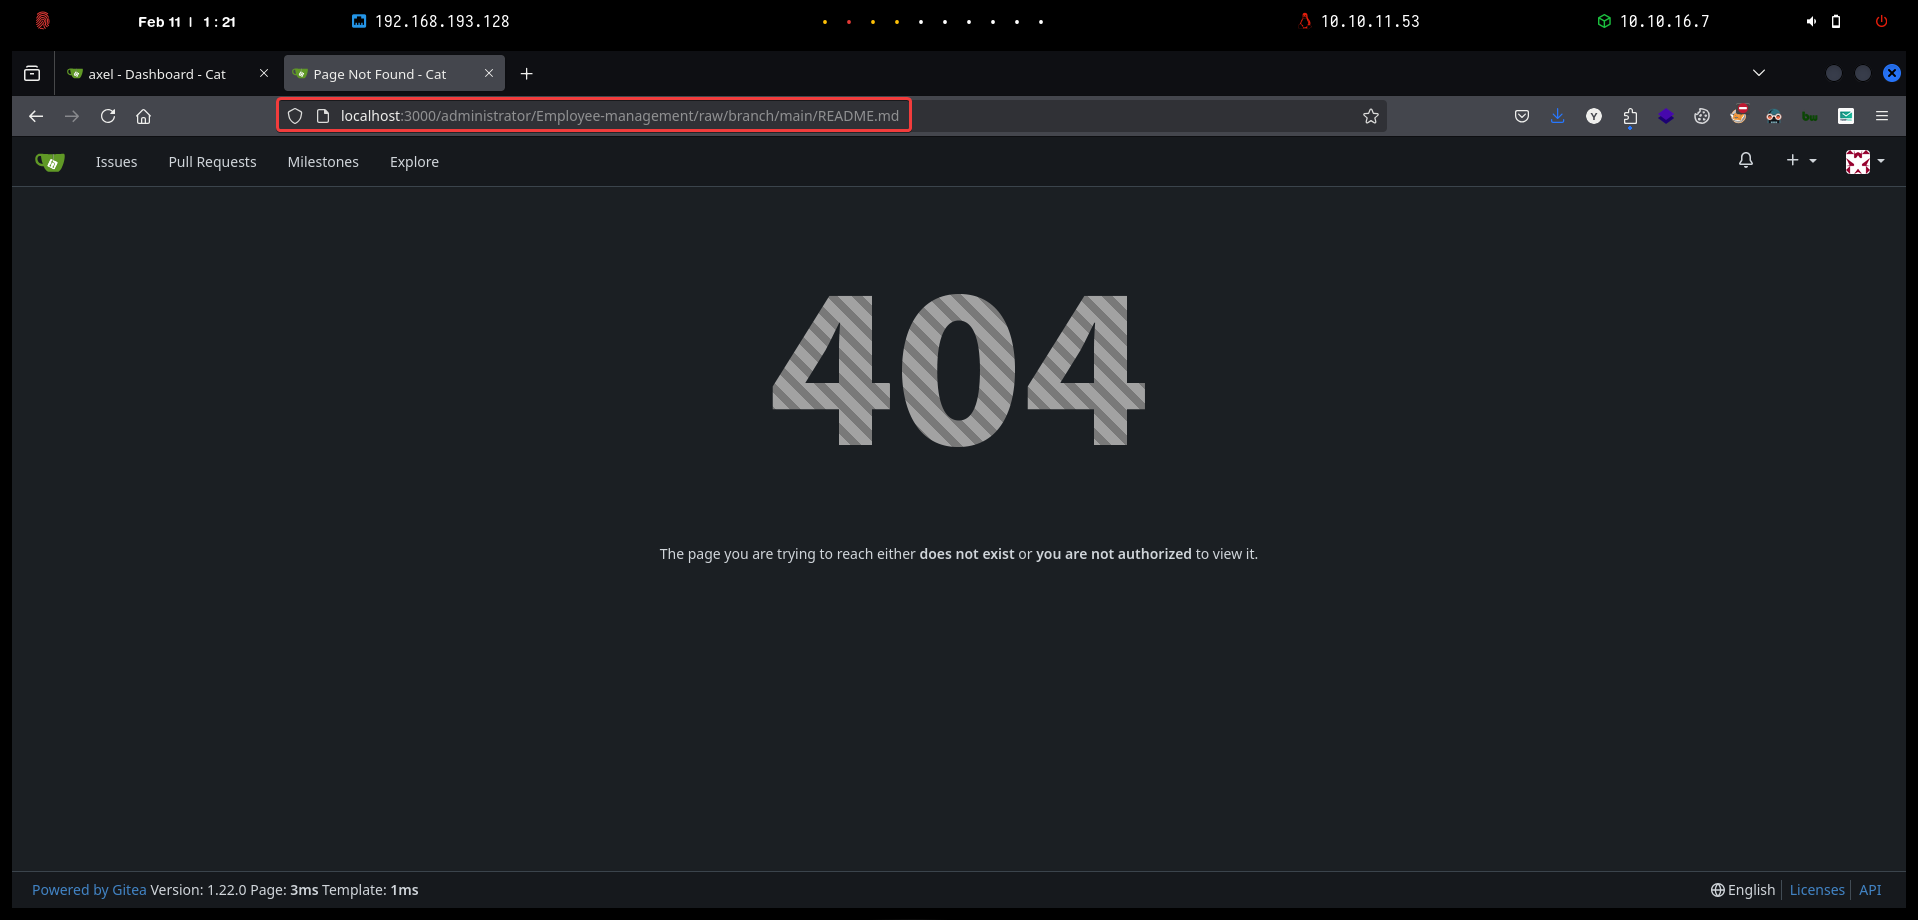 Feb 11 | 1:21 192.168.193.128 10.10.11.53 10.10.16.7
axel - Dashboard - Cat Page Not Found - Cat
localhost:3000/administrator/Employee-management/raw/branch/main/README.md
Y bw
Issues Pull Requests Milestones Explore
404
The page you are trying to reach either does not exist or you are not authorized to view it.
Powered by Gitea Version: 1.22.0 Page: 3ms Template: 1ms English Licenses API